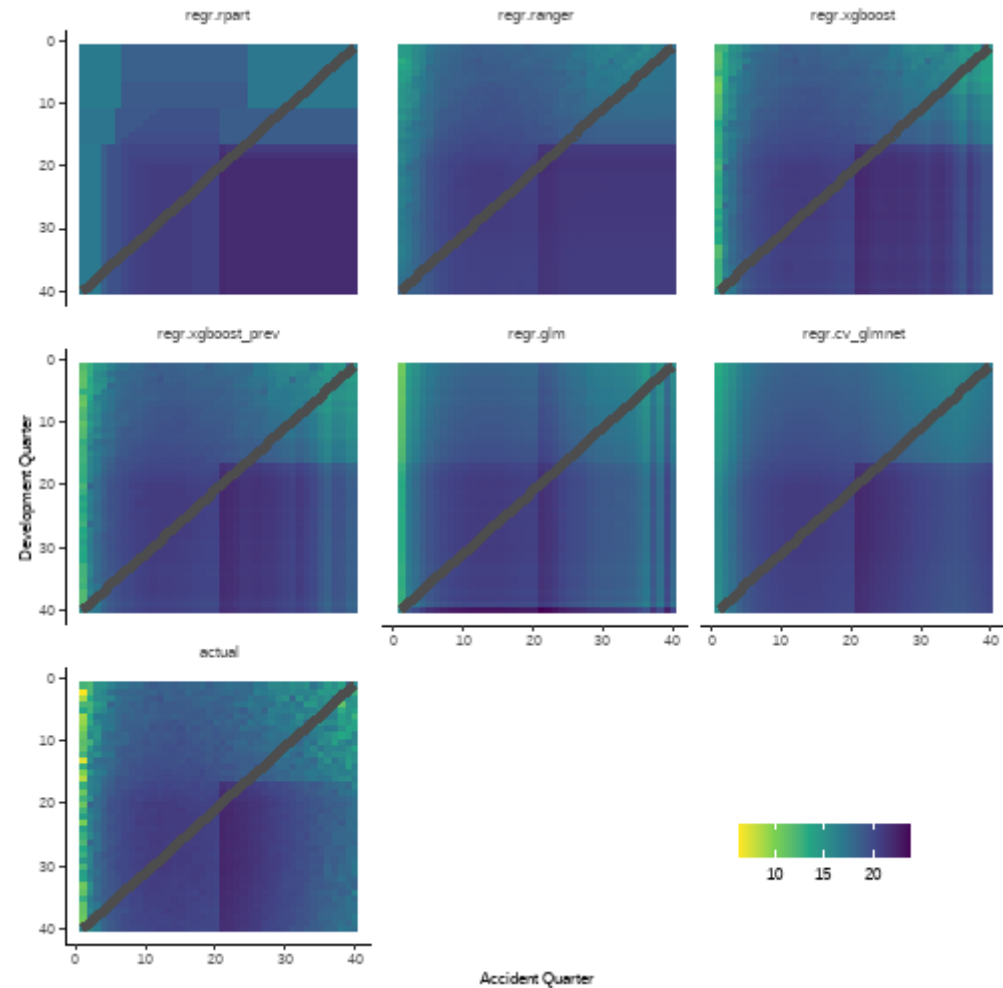 regr.rpart
regr.ranger
regr.xgboost
0
10
20
30
40
regr.xgboost_prev
regr.glm
regr.cv_glmnet
0
10
20
30
40
0 10 20 30 40
0 10 20 30 40
Development Quarter
actual
0
10
20
30
40
0 10 20 30 40
10 15 20
Accident Quarter